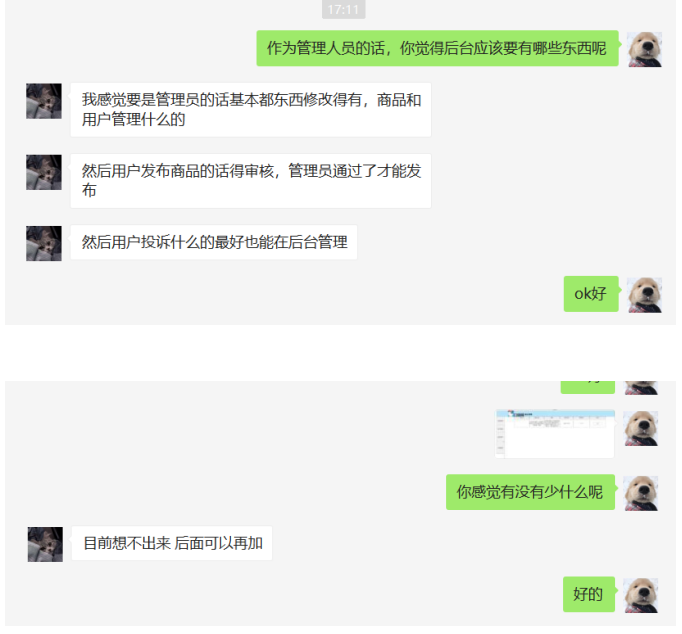 17:11
作为管理人员的话，你觉得后台应该要有哪些东西呢
我感觉要是管理员的话基本都东西修改得有，商品和
用户管理什么的
然后用户发布商品的话得审核，管理员通过了才能发
布
然后用户投诉什么的最好也能在后台管理
ok好
你感觉有没有少什么呢
目前想不出来 后面可以再加
好的